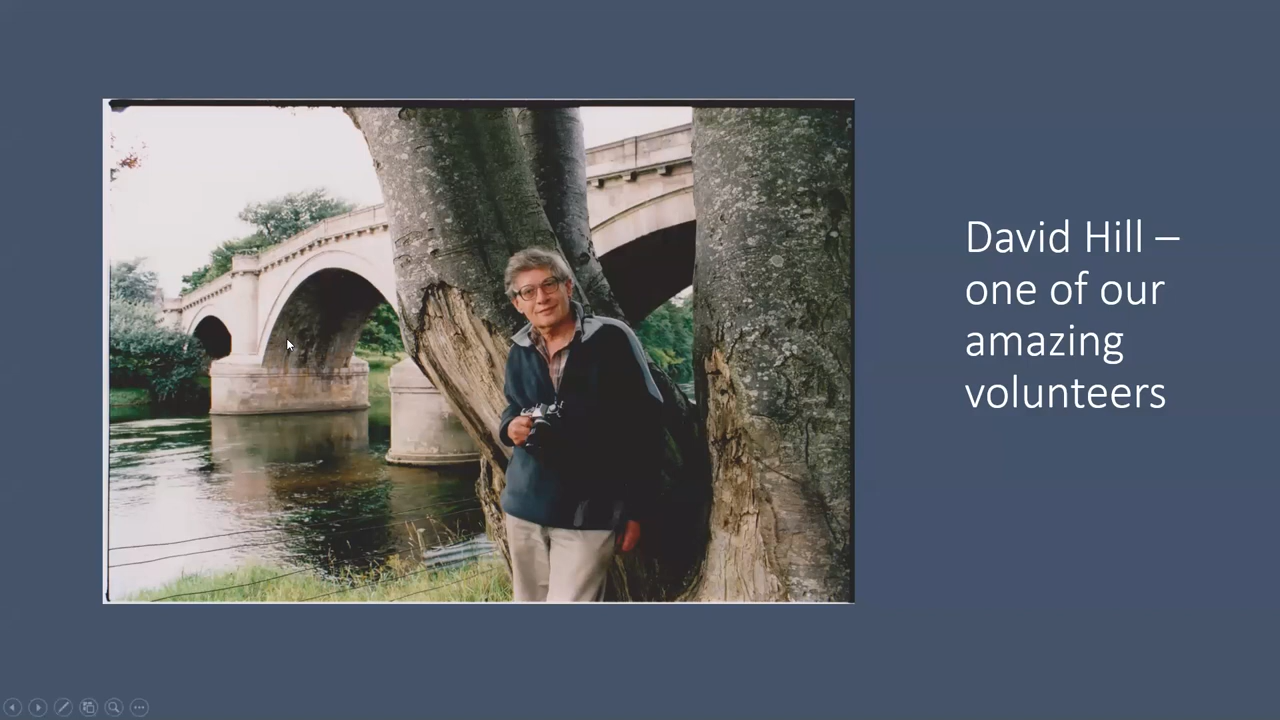 David Hill –
one of our
amazing
volunteers